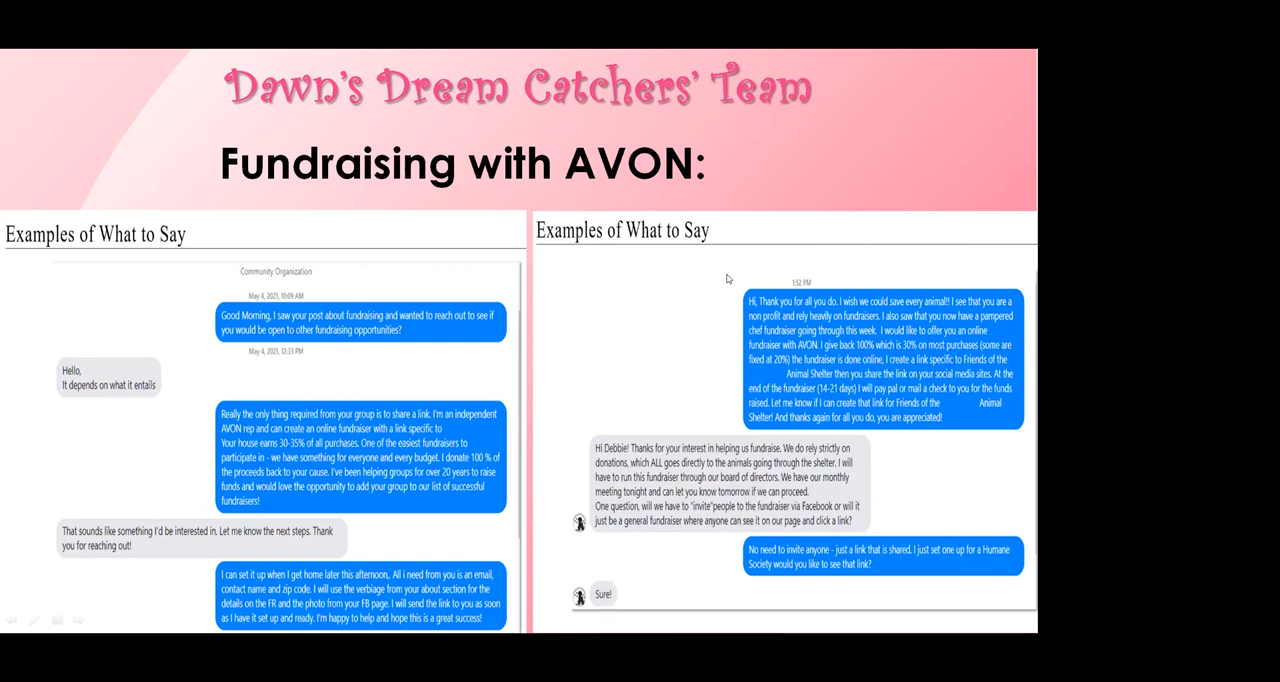 Dawn's Dream Catchers' Team
Fundraising with AVON:
Examples of What to Say
Community Organization
May 4, 2021, 10:09 AM
Good Morning, I saw your post about fundraising and wanted to reach out to see if
you would be open to other fundraising opportunities?
May 4, 2021, 12:33 PM
Hello,
It depends on what it entails
Really the only thing required from your group is to share a link. I'm an independent
AVON rep and can create an online fundraiser with a link specific to
Your house earns 30-35% of all purchases. One of the easiest fundraisers to
participate in - we have something for everyone and every budget. I donate 100 % of
the proceeds back to your cause. I've been helping groups for over 20 years to raise
funds and would love the opportunity to add your group to our list of successful
fundraisers!
That sounds like something I'd be interested in. Let me know the next steps. Thank
you for reaching out!
I can set it up when I get home later this afternoon,. All i need from you is an email,
contact name and zip code. I will use the verbiage from your about section for the
details on the FR and the photo from your FB page. I will send the link to you as soon
as I have it set up and ready. I'm happy to help and hope this is a great success!
Examples of What to Say
1:52 PM
Hi, Thank you for all you do. I wish we could save every animal!! I see that you are a
non profit and rely heavily on fundraisers. I also saw that you now have a pampered
chef fundraiser going through this week. I would like to offer you an online
fundraiser with AVON. I give back 100% which is 30% on most purchases (some are
fixed at 20%) the fundraiser is done online, I create a link specific to Friends of the
Animal Shelter then you share the link on your social media sites. At the
end of the fundraiser (14-21 days) I will pay pal or mail a check to you for the funds
raised. Let me know if I can create that link for Friends of the Animal
Shelter! And thanks again for all you do, you are appreciated!
Hi Debbie! Thanks for your interest in helping us fundraise. We do rely strictly on
donations, which ALL goes directly to the animals going through the shelter. I will
have to run this fundraiser through our board of directors. We have our monthly
meeting tonight and can let you know tomorrow if we can proceed.
One question, will we have to "invite"people to the fundraiser via Facebook or will it
just be a general fundraiser where anyone can see it on our page and click a link?
No need to invite anyone - just a link that is shared. I just set one up for a Humane
Society would you like to see that link?
Sure!